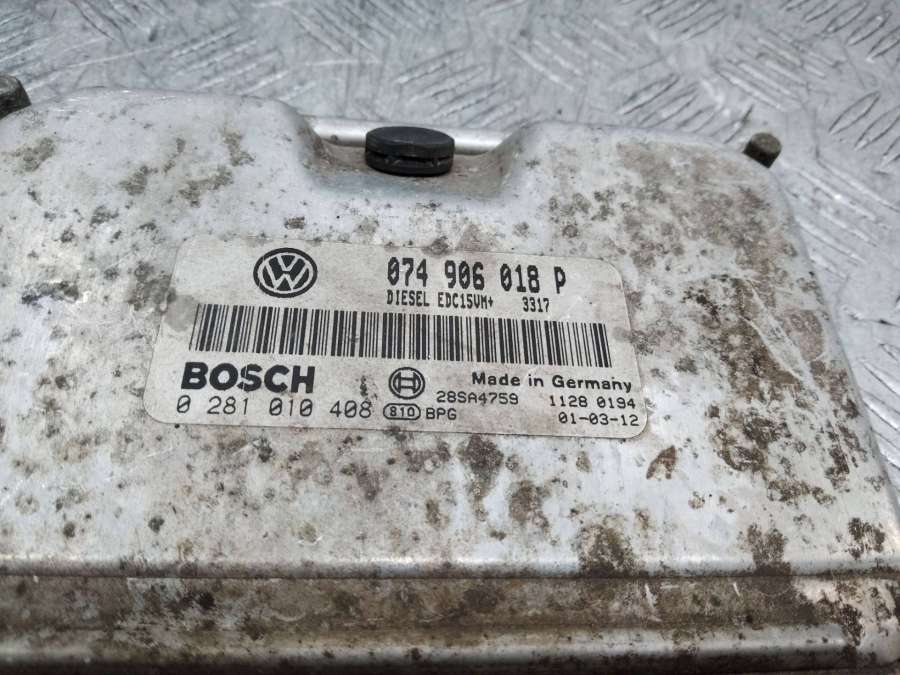 074 906 018 P
DIESEL EDC15VM+ 3317
BOSCH
Made in Germany
28SA4759 1128 0194
0 281 010 408 810 BPG 01-03-12